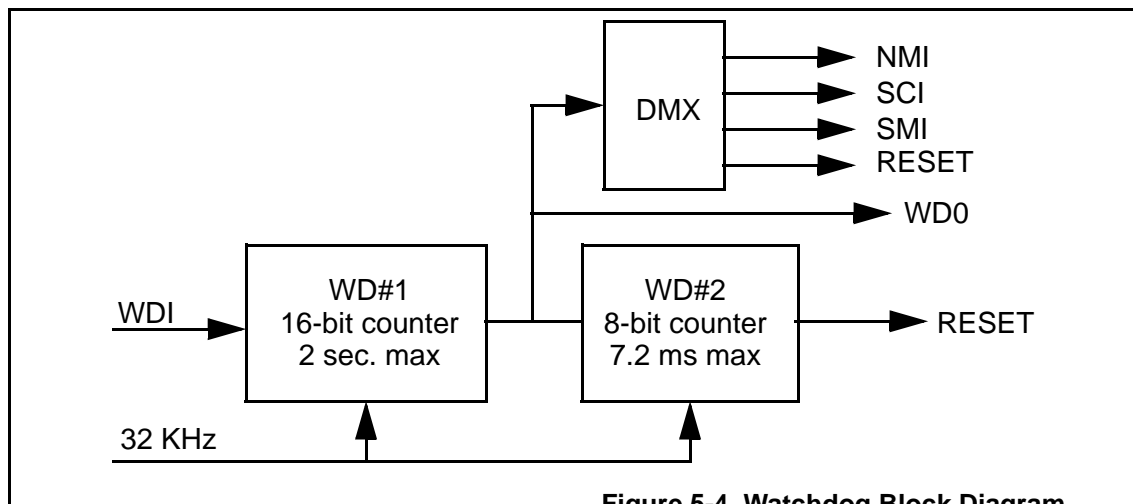 NMI
SCI
SMI
RESET
DMX
WD0
WDI
WD#1
16-bit counter
2 sec. max
WD#2
8-bit counter
7.2 ms max
RESET
32 KHz
Figure 5-4. Watchdog Block Diagram